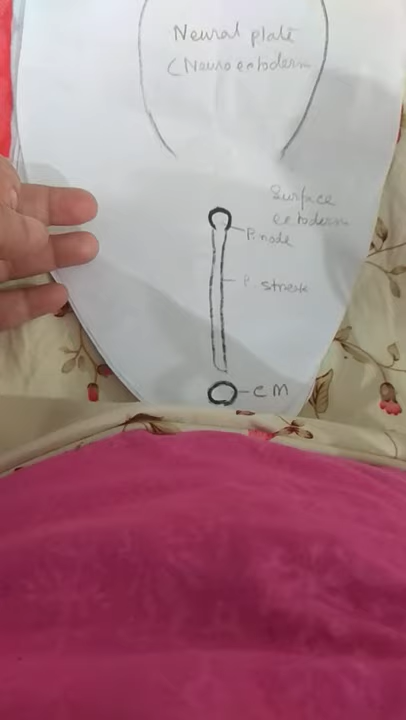 Neural plate
(Neuroectoderm
Surface
ectoderm
P.node
P. streak
CM